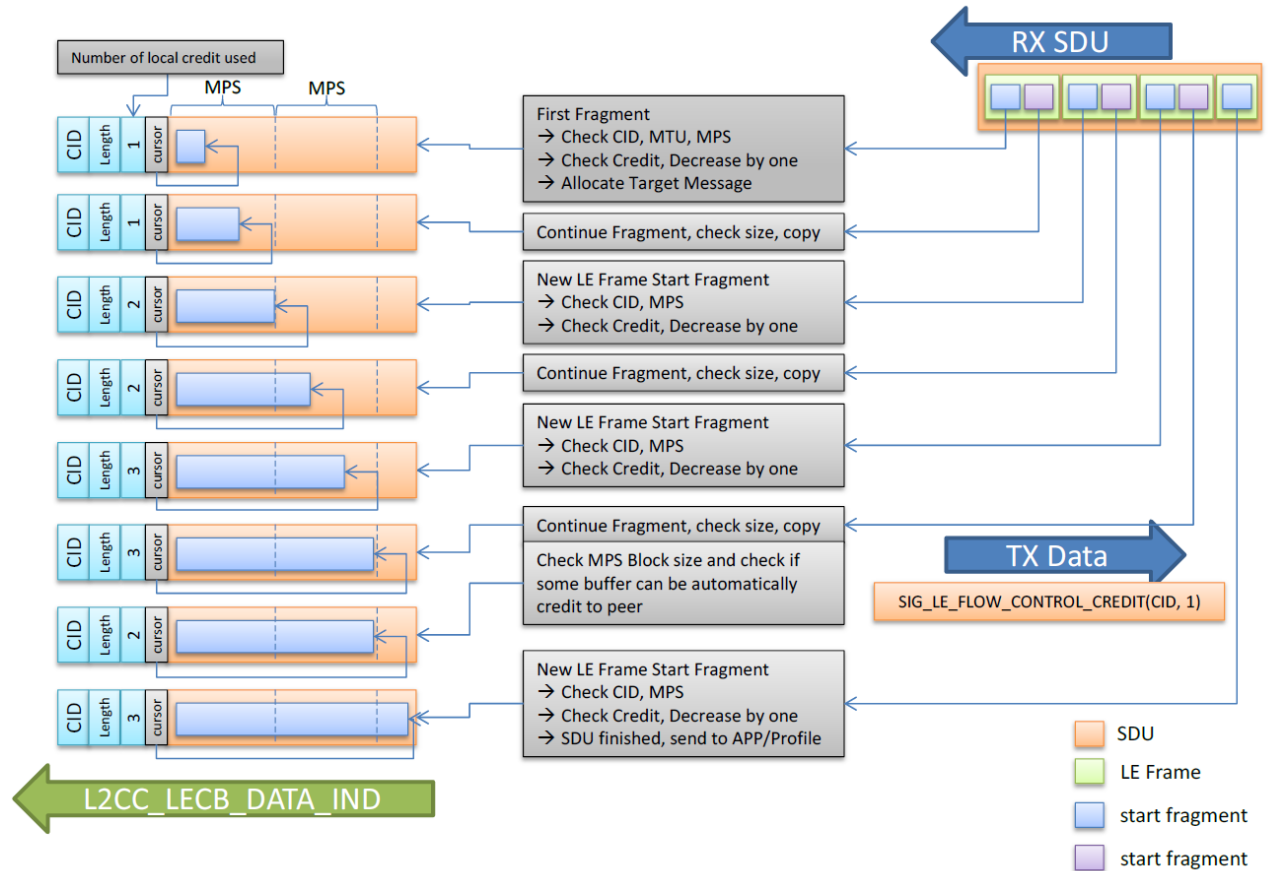 RX SDU
Number of local credit used
MPS
MPS
CID
Length
1
cursor
First Fragment
→ Check CID, MTU, MPS
→ Check Credit, Decrease by one
→ Allocate Target Message
CID
Length
1
cursor
Continue Fragment, check size, copy
CID
Length
2
cursor
New LE Frame Start Fragment
→ Check CID, MPS
→ Check Credit, Decrease by one
CID
Length
2
cursor
Continue Fragment, check size, copy
CID
Length
3
cursor
New LE Frame Start Fragment
→ Check CID, MPS
→ Check Credit, Decrease by one
CID
Length
3
cursor
Continue Fragment, check size, copy
Check MPS Block size and check if
some buffer can be automatically
credit to peer
TX Data
SIG_LE_FLOW_CONTROL_CREDIT(CID, 1)
CID
Length
2
cursor
CID
Length
3
cursor
New LE Frame Start Fragment
→ Check CID, MPS
→ Check Credit, Decrease by one
→ SDU finished, send to APP/Profile
L2CC_LECB_DATA_IND
SDU
LE Frame
start fragment
start fragment